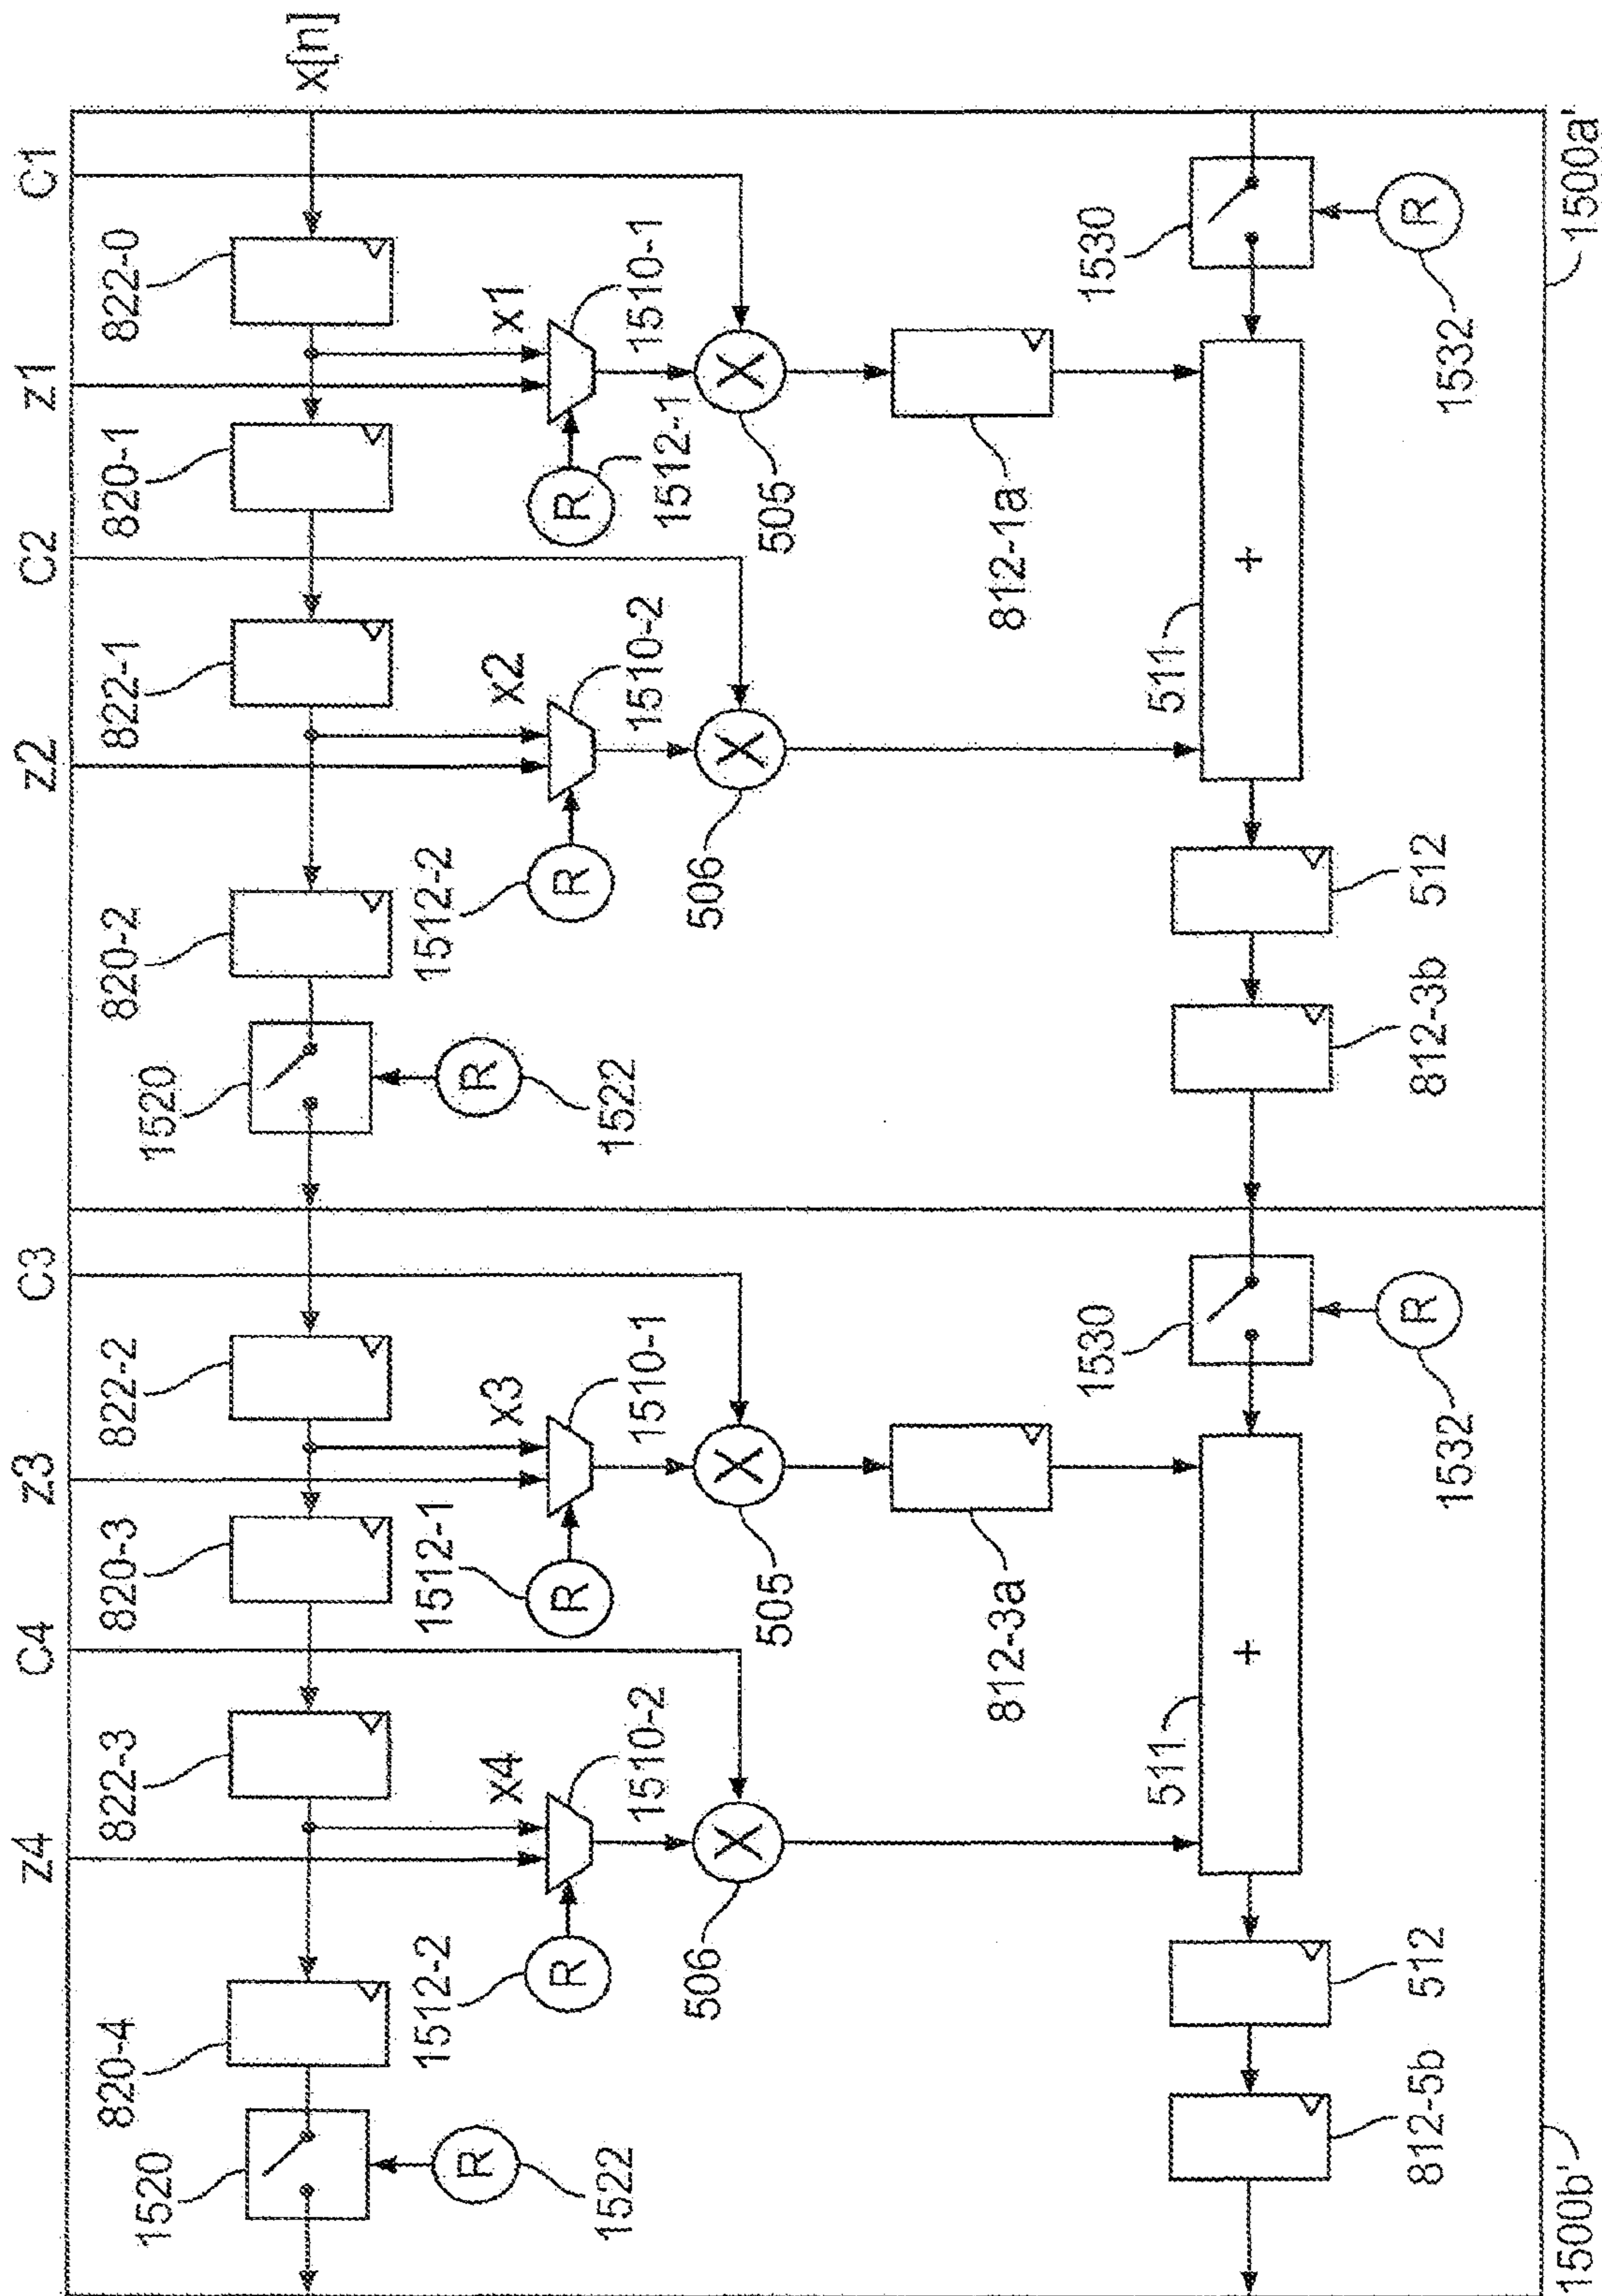 x[n]
C1
z1
C2
z2
C3
z3
C4
z4
822-0
820-1
822-1
820-2
1520
R
1522
x1
1510-1
R
1512-1
X
505
x2
1510-2
R
1512-2
X
506
812-1a
1530
R
1532
+
511
512
812-3b
1500a'
822-2
820-3
822-3
820-4
1520
R
1522
x3
1510-1
R
1512-1
X
505
x4
1510-2
R
1512-2
X
506
812-3a
1530
R
1532
+
511
512
812-5b
1500b'